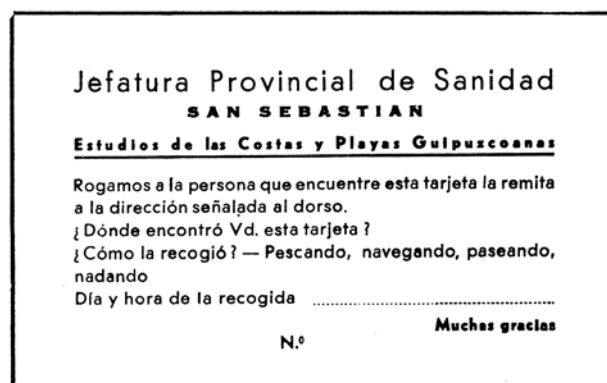 Jefatura Provincial de Sanidad
SAN SEBASTIAN
Estudios de las Costas y Playas Guipuzcoanas
Rogamos a la persona que encuentre esta tarjeta la remita
a la dirección señalada al dorso.
¿Dónde encontró Vd. esta tarjeta?
¿Cómo la recogió? — Pescando, navegando, paseando,
nadando
Día y hora de la recogida ................................
Muchas gracias
N.º